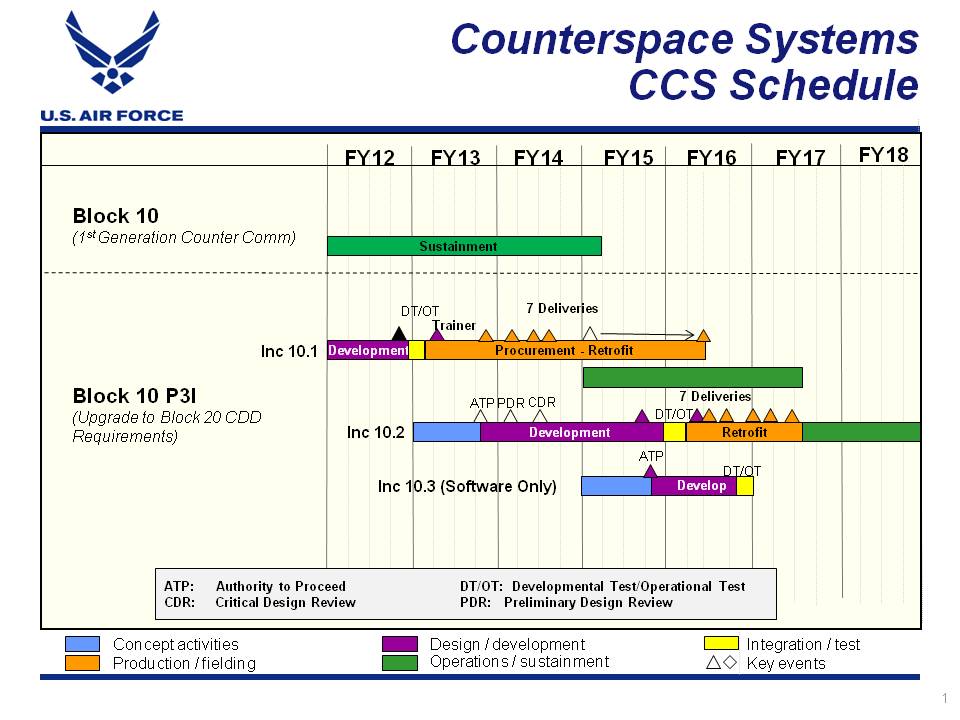 Counterspace Systems
CCS Schedule
U.S. AIR FORCE
FY12 FY13 FY14 FY15 FY16 FY17 FY18
Block 10
(1st Generation Counter Comm)
Sustainment
7 Deliveries
DT/OT
Trainer
Inc 10.1
Development
Procurement - Retrofit
Block 10 P3I
(Upgrade to Block 20 CDD
Requirements)
7 Deliveries
ATP PDR CDR
DT/OT
Inc 10.2
Development
Retrofit
ATP
DT/OT
Inc 10.3 (Software Only)
Develop
ATP: Authority to Proceed
DT/OT: Developmental Test/Operational Test
CDR: Critical Design Review
PDR: Preliminary Design Review
Concept activities
Design / development
Integration / test
Production / fielding
Operations / sustainment
Key events
1